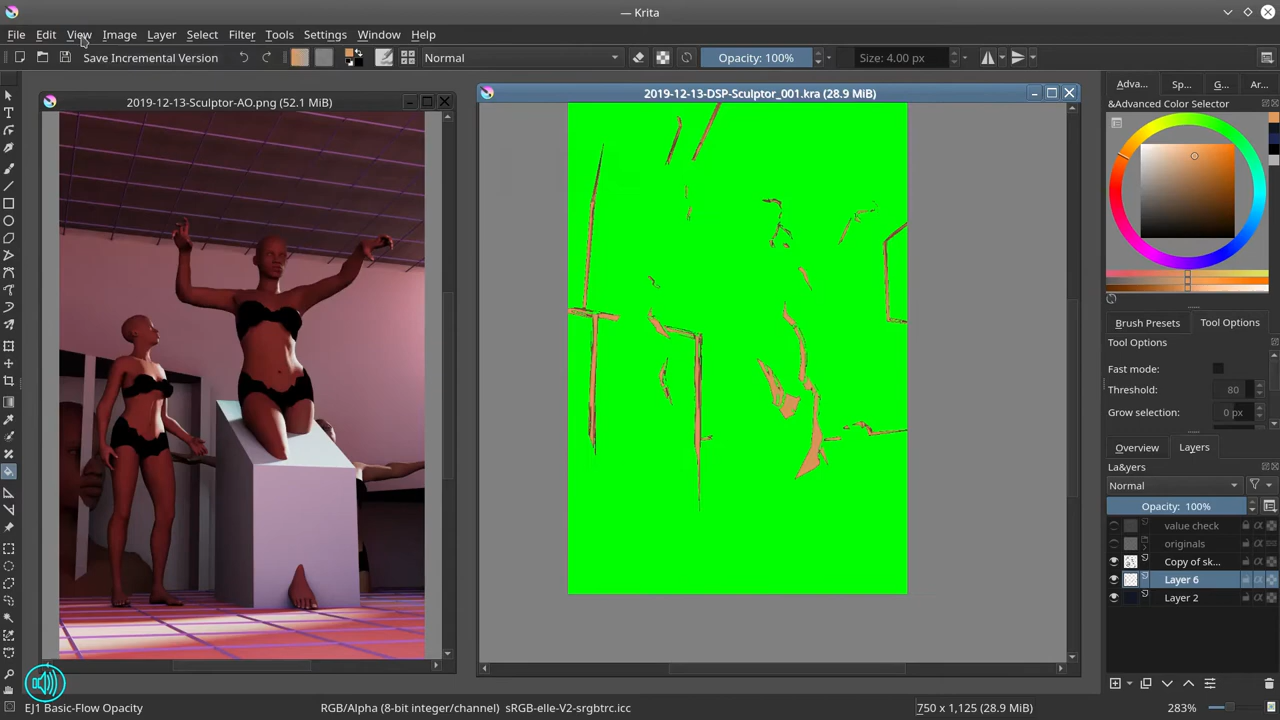 — Krita
File Edit View Image Layer Select Filter Tools Settings Window Help
Save Incremental Version Normal Opacity: 100% Size: 4.00 px
2019-12-13-Sculptor-AO.png (52.1 MiB)
2019-12-13-DSP-Sculptor_001.kra (28.9 MiB)
Adva... Sp... G... Ar...
&Advanced Color Selector
Brush Presets Tool Options
Tool Options
Fast mode:
Threshold: 80
Grow selection: 0 px
Overview Layers
La&yers
Normal
Opacity: 100%
value check
originals
Copy of sk...
Layer 6
Layer 2
EJ1 Basic-Flow Opacity RGB/Alpha (8-bit integer/channel) sRGB-elle-V2-srgbtrc.icc 750 x 1,125 (28.9 MiB) 283%